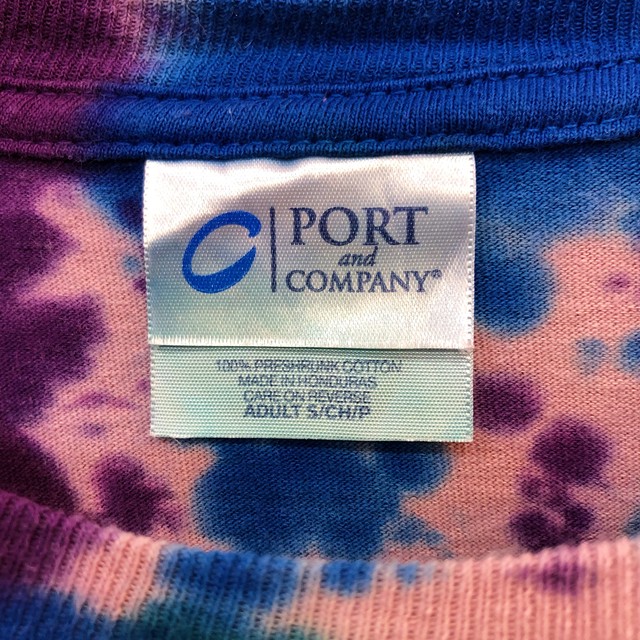 PORT
and
COMPANY®
100% PRESHRUNK COTTON
MADE IN HONDURAS
CARE ON REVERSE
ADULT S/CH/P